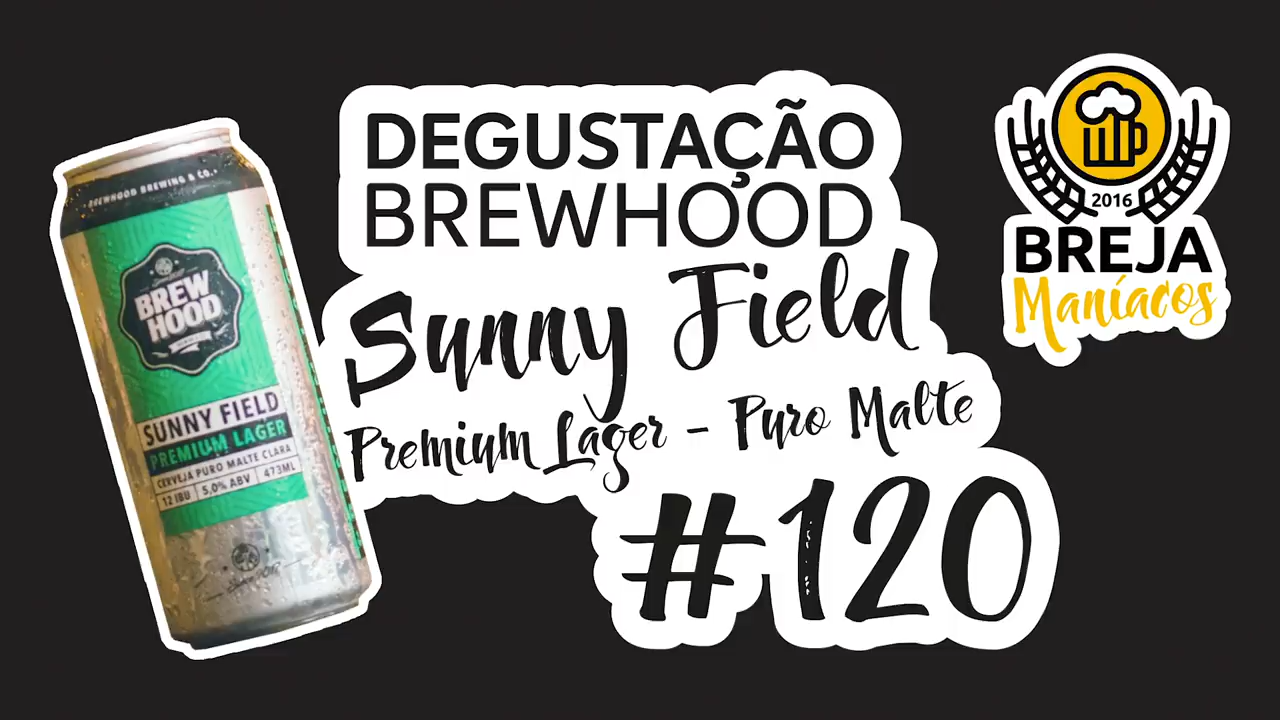 DEGUSTAÇÃO
BREWHOOD
Sunny Field
Premium Lager - Puro Malte
#120
2016
BREJA
Maníacos
BREWHOOD BREWING & CO.
BREW
HOOD
SUNNY FIELD
PREMIUM LAGER
CERVEJA PURO MALTE CLARA
12 IBU 5,0% ABV 473ML